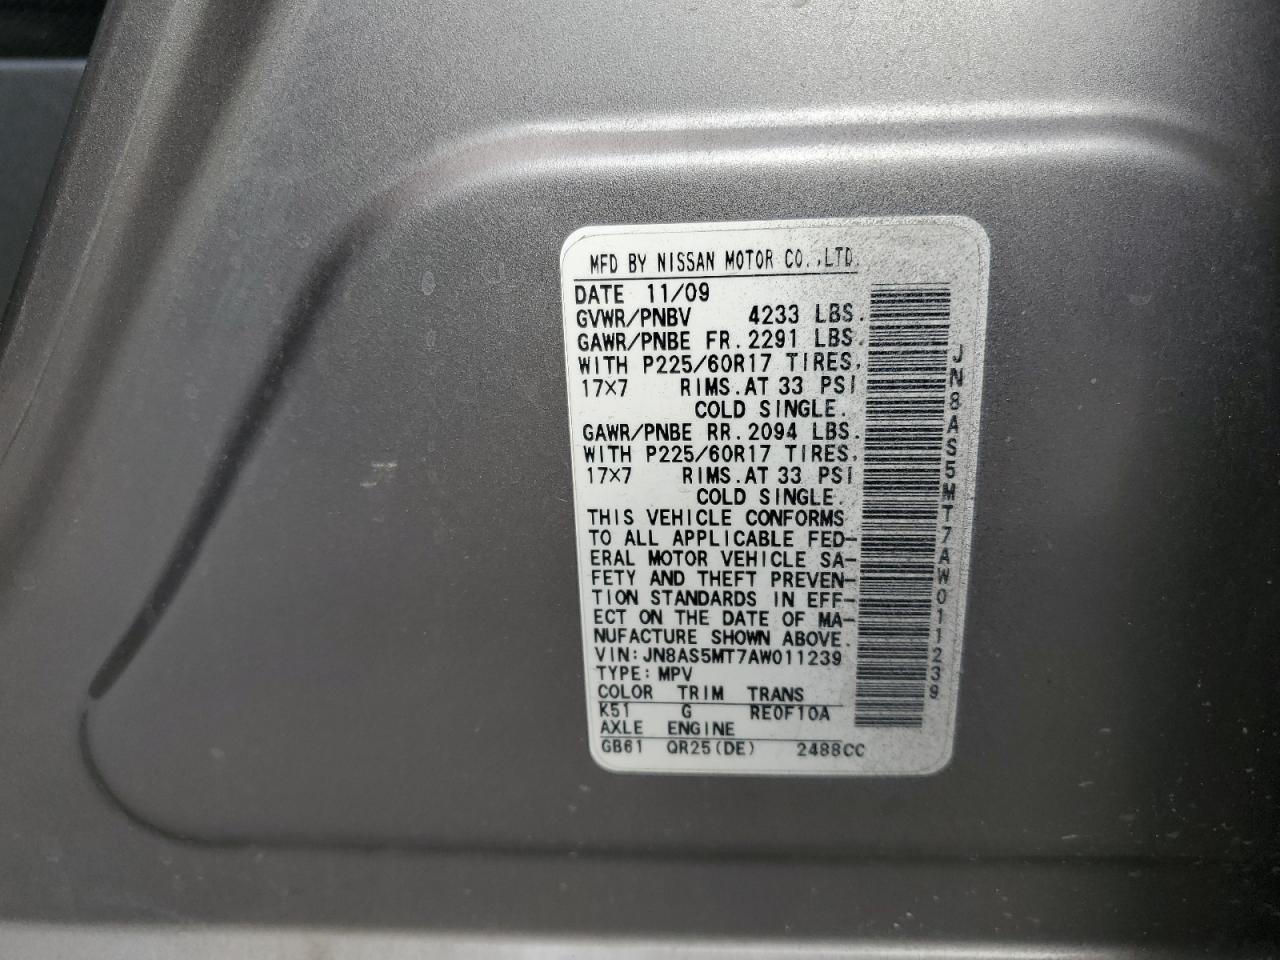 MFD BY NISSAN MOTOR CO.,LTD.
DATE 11/09
GVWR/PNBV 4233 LBS.
GAWR/PNBE FR.2291 LBS.
WITH P225/60R17 TIRES,
17×7 RIMS.AT 33 PSI
COLD SINGLE.
GAWR/PNBE RR.2094 LBS.
WITH P225/60R17 TIRES,
17×7 RIMS.AT 33 PSI
COLD SINGLE.
THIS VEHICLE CONFORMS
TO ALL APPLICABLE FED-
ERAL MOTOR VEHICLE SA-
FETY AND THEFT PREVEN-
TION STANDARDS IN EFF-
ECT ON THE DATE OF MA-
NUFACTURE SHOWN ABOVE.
VIN:JN8AS5MT7AW011239
TYPE:MPV
COLOR TRIM TRANS
K51 G RE0F10A
AXLE ENGINE
GB61 QR25(DE) 2488CC
JN8AS5MT7AW011239